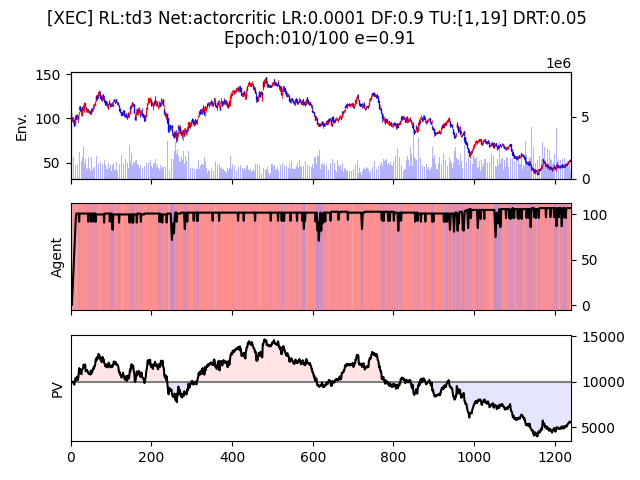 [XEC] RL:td3 Net:actorcritic LR:0.0001 DF:0.9 TU:[1,19] DRT:0.05
Epoch:010/100 e=0.91
1e6
150
100
50
Env.
5
0
Agent
100
50
0
PV
15000
10000
5000
0 200 400 600 800 1000 1200